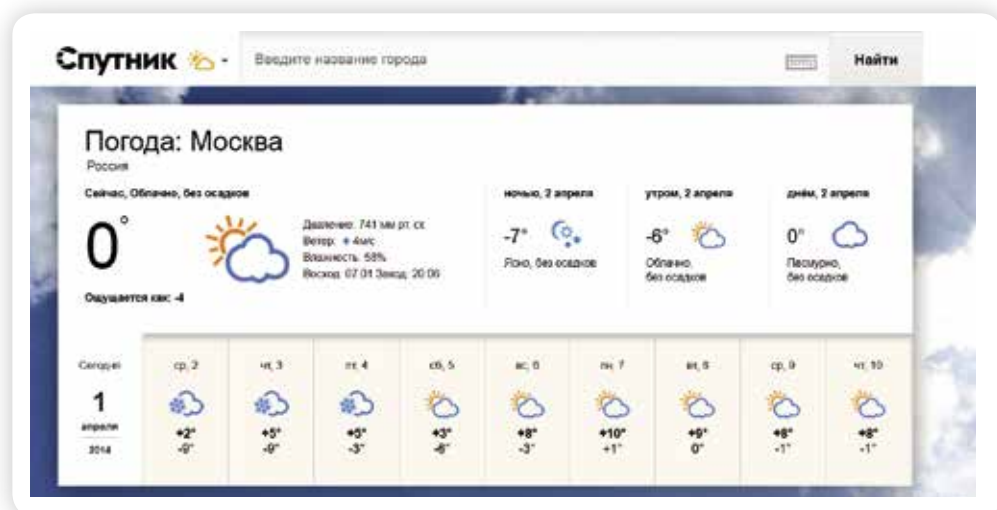 Спутник
Введите название города
Найти
Погода: Москва
Россия
Сейчас, Облачно, без осадков
0°
Давление: 741 мм рт. ст.
Ветер: 4м/с
Влажность: 58%
Восход: 07:01 Заход: 20:06
Ощущается как: -4
ночью, 2 апреля
-7°
Ясно, без осадков
утром, 2 апреля
-6°
Облачно,
без осадков
днём, 2 апреля
0°
Пасмурно,
без осадков
Сегодня
1
апреля
2014
ср, 2
+2°
-9°
чт, 3
+5°
-9°
пт, 4
+5°
-3°
сб, 5
+3°
-6°
вс, 6
+8°
-3°
пн, 7
+10°
+1°
вт, 8
+9°
0°
ср, 9
+8°
-1°
чт, 10
+8°
-1°